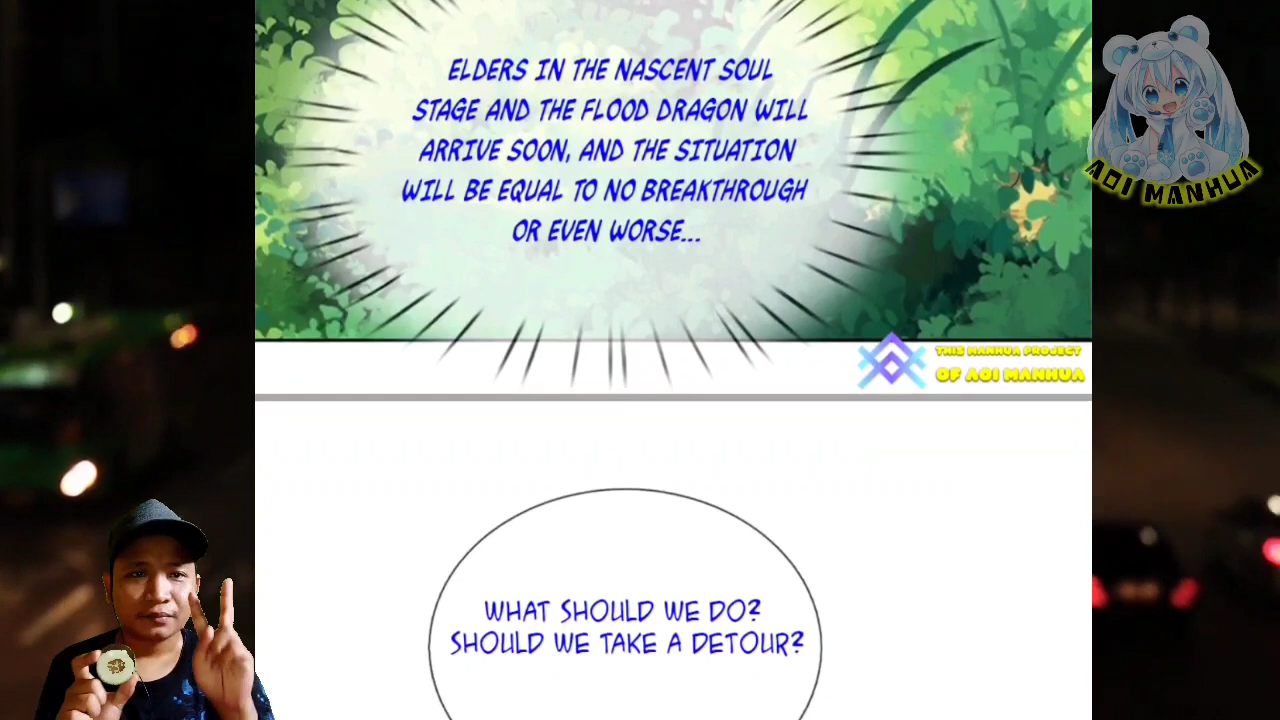 ELDERS IN THE NASCENT SOUL
STAGE AND THE FLOOD DRAGON WILL
ARRIVE SOON, AND THE SITUATION
WILL BE EQUAL TO NO BREAKTHROUGH
OR EVEN WORSE...
AOI MANHUA
THIS MANHUA PROJECT
OF AOI MANHUA
WHAT SHOULD WE DO?
SHOULD WE TAKE A DETOUR?